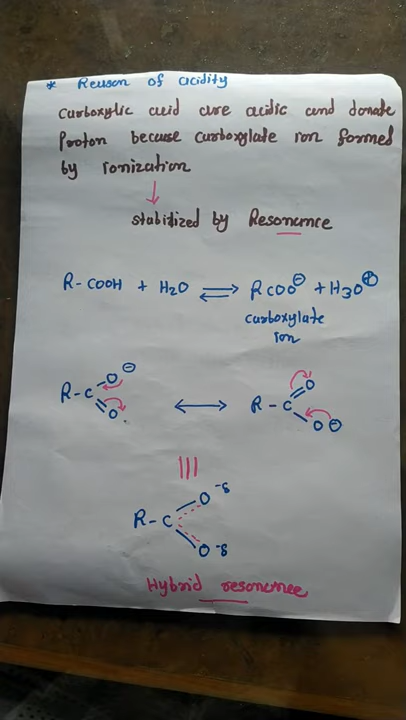 * Reason of acidity
Carboxylic acid are acidic and donate
Proton because carboxylate ion formed
by ionization
↓
stabilized by Resonance
R-COOH + H2O ⇌ RCOO⊖ + H3O⊕
carboxylate
ion
R-C-O⊖ =O ↔ R-C=O -O⊖
|||
R-C O-δ O-δ
Hybrid resonance